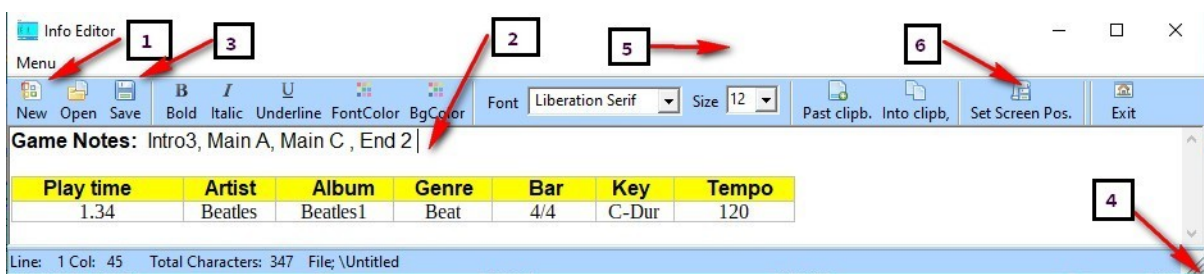 Info Editor
1 3 2 5 6
Menu
New Open Save B Bold I Italic U Underline FontColor BgColor Font Liberation Serif Size 12 Past clipb. Into clipb, Set Screen Pos. Exit
Game Notes: Intro3, Main A, Main C , End 2
Play time Artist Album Genre Bar Key Tempo
1.34 Beatles Beatles1 Beat 4/4 C-Dur 120
4
Line: 1 Col: 45 Total Characters: 347 File; \Untitled